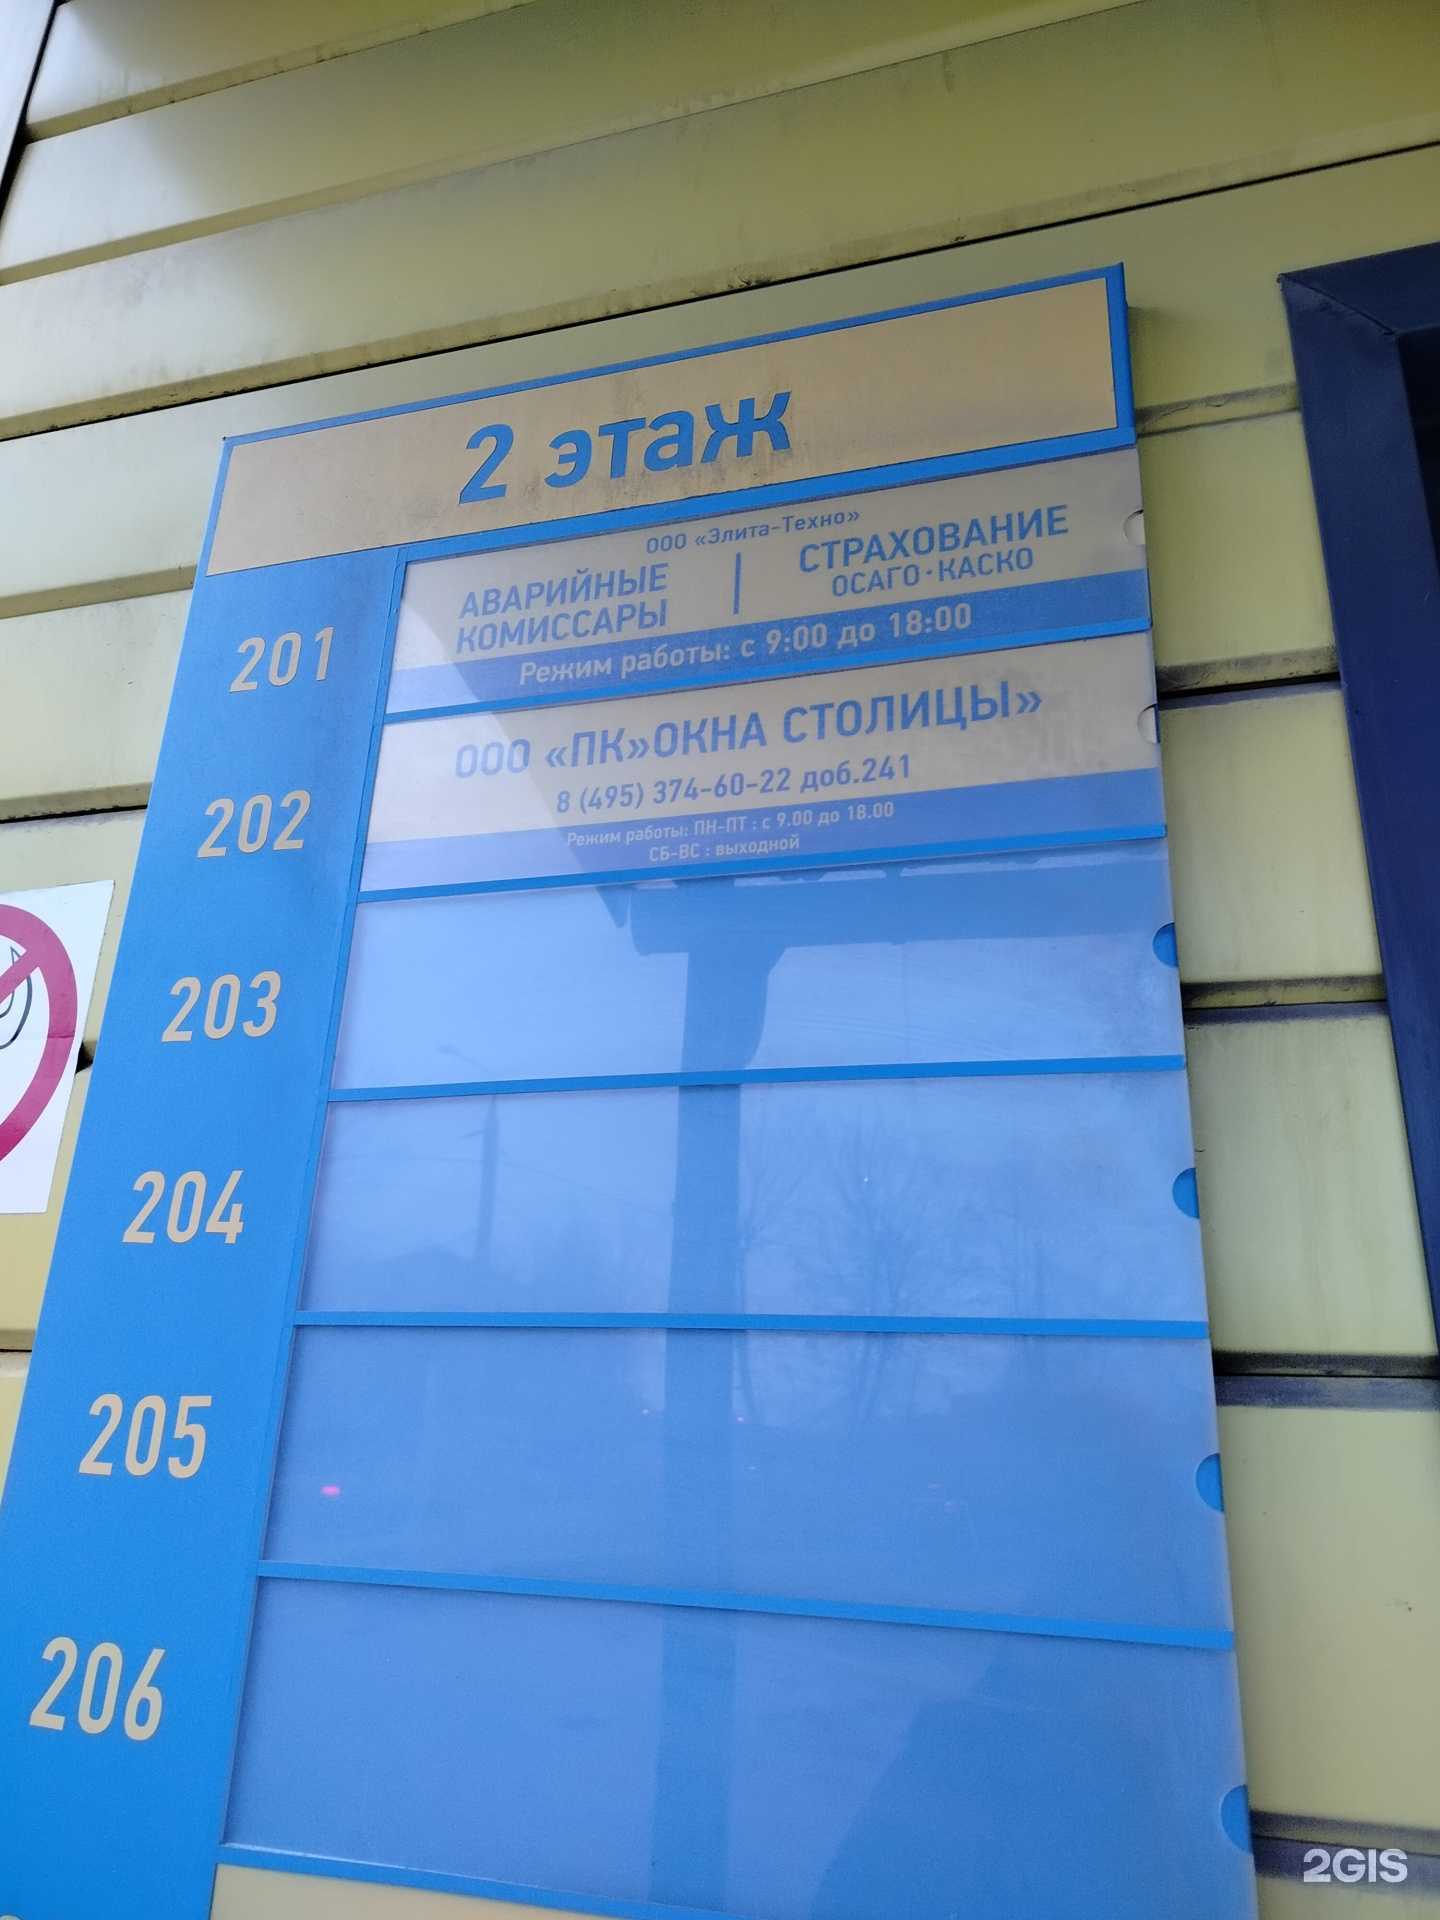 2 этаж
201
ООО «Элита-Техно»
АВАРИЙНЫЕ
КОМИССАРЫ
СТРАХОВАНИЕ
ОСАГО·КАСКО
Режим работы: с 9:00 до 18:00
202
ООО «ПК»ОКНА СТОЛИЦЫ»
8 (495) 374-60-22 доб.241
Режим работы: ПН-ПТ : с 9.00 до 18.00
СБ-ВС : выходной
203
204
205
206
2GIS